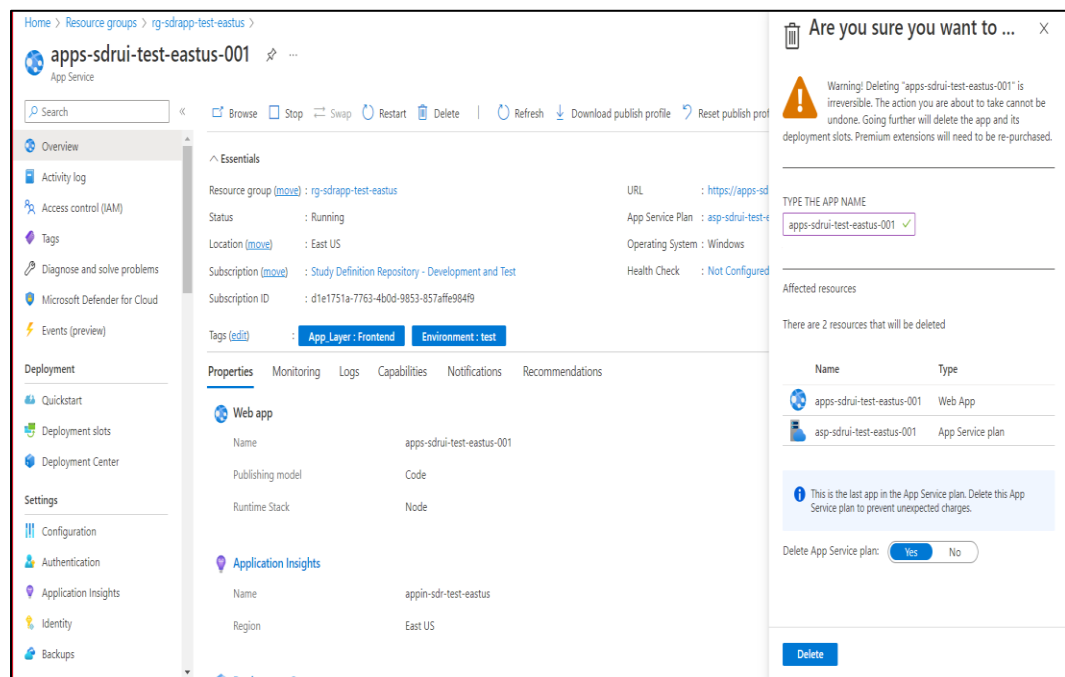 Home > Resource groups > rg-sdrapp-test-eastus >
apps-sdrui-test-eastus-001
App Service
Search
Overview
Activity log
Access control (IAM)
Tags
Diagnose and solve problems
Microsoft Defender for Cloud
Events (preview)
Deployment
Quickstart
Deployment slots
Deployment Center
Settings
Configuration
Authentication
Application Insights
Identity
Backups
Browse Stop Swap Restart Delete | Refresh Download publish profile Reset publish prof
Essentials
Resource group (move) : rg-sdrapp-test-eastus
Status : Running
Location (move) : East US
Subscription (move) : Study Definition Repository - Development and Test
Subscription ID : d1e1751a-7763-4b0d-9853-857affe984f9
URL : https://apps-sd
App Service Plan : asp-sdrui-test-e
Operating System : Windows
Health Check : Not Configured
Tags (edit) : App_Layer : Frontend Environment : test
Properties Monitoring Logs Capabilities Notifications Recommendations
Web app
Name apps-sdrui-test-eastus-001
Publishing model Code
Runtime Stack Node
Application Insights
Name appin-sdr-test-eastus
Region East US
Are you sure you want to ...
Warning! Deleting "apps-sdrui-test-eastus-001" is
irreversible. The action you are about to take cannot be
undone. Going further will delete the app and its
deployment slots. Premium extensions will need to be re-purchased.
TYPE THE APP NAME
apps-sdrui-test-eastus-001
Affected resources
There are 2 resources that will be deleted
Name Type
apps-sdrui-test-eastus-001 Web App
asp-sdrui-test-eastus-001 App Service plan
This is the last app in the App Service plan. Delete this App
Service plan to prevent unexpected charges.
Delete App Service plan: Yes No
Delete